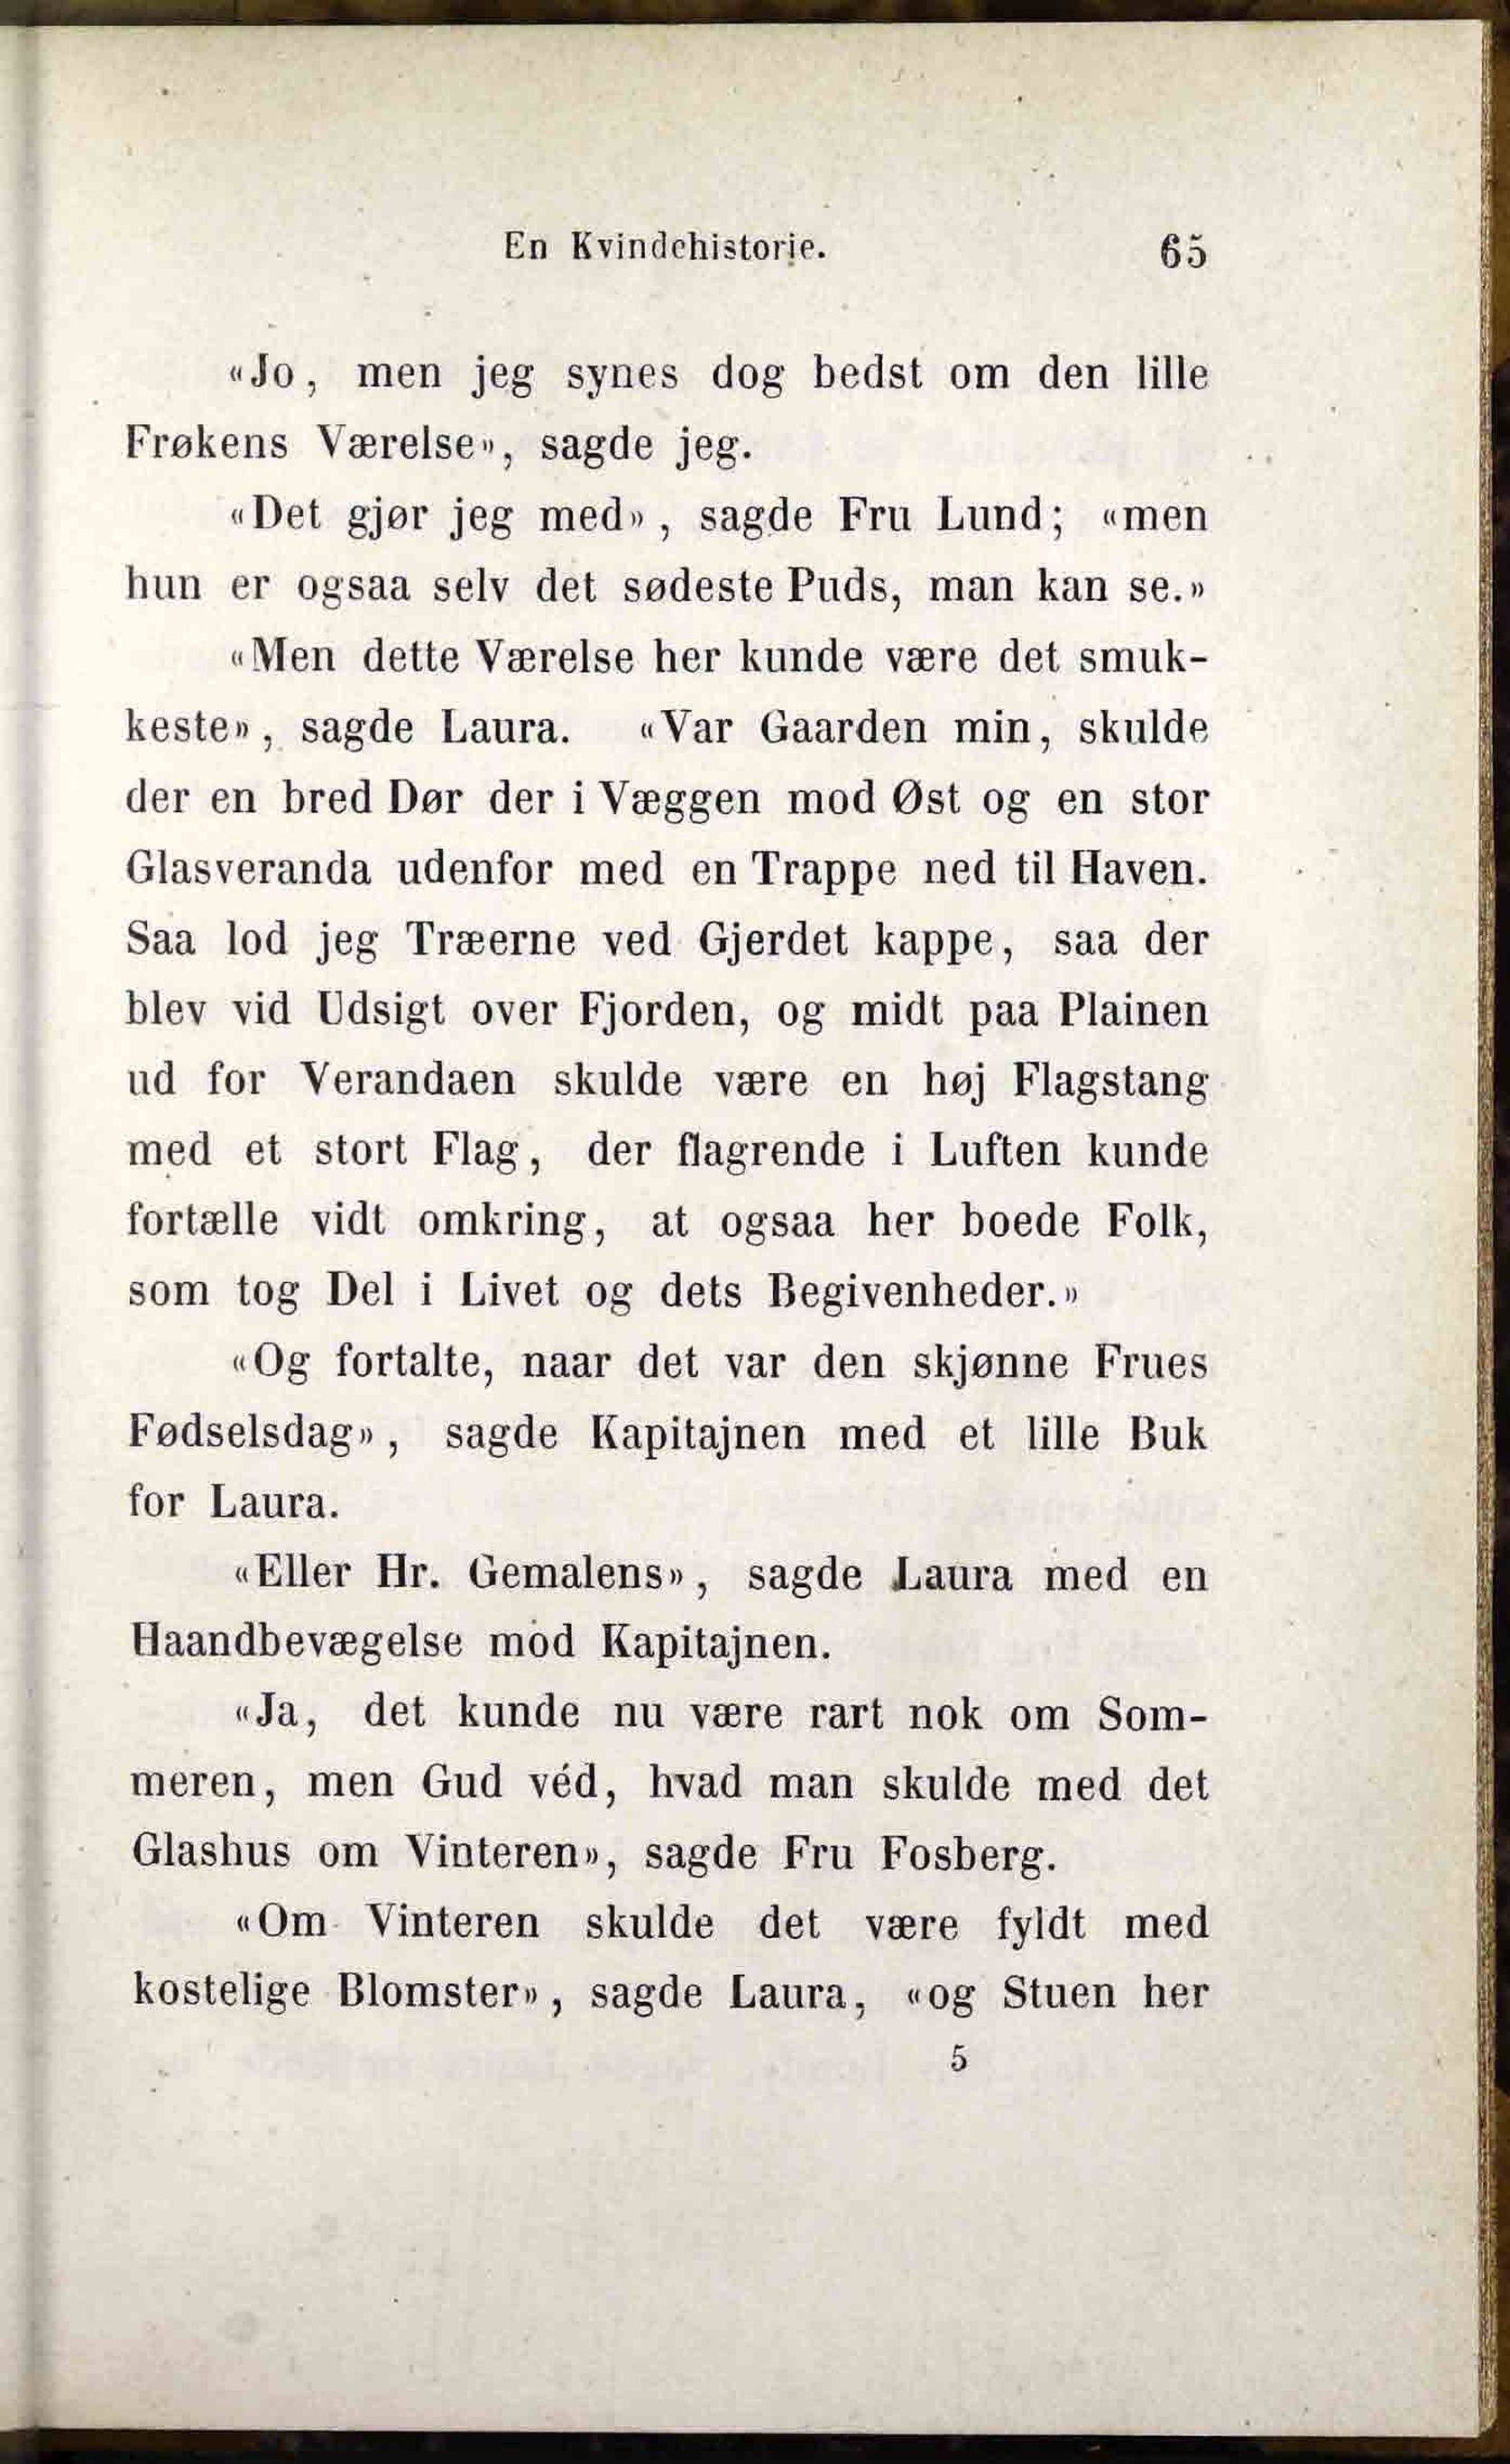 En Kvindehistorie. 65
«Jo, men jeg synes dog bedst om den lille
Frøkens Værelse», sagde jeg.
«Det gjør jeg med», sagde Fru Lund; «men
hun er ogsaa selv det sødeste Puds, man kan se.»
«Men dette Værelse her kunde være det smuk-
keste», sagde Laura. «Var Gaarden min, skulde
der en bred Dør der i Væggen mod Øst og en stor
Glasveranda udenfor med en Trappe ned til Haven.
Saa lod jeg Træerne ved Gjerdet kappe, saa der
blev vid Udsigt over Fjorden, og midt paa Plainen
ud for Verandaen skulde være en høj Flagstang
med et stort Flag, der flagrende i Luften kunde
fortælle vidt omkring, at ogsaa her boede Folk,
som tog Del i Livet og dets Begivenheder.»
«Og fortalte, naar det var den skjønne Frues
Fødselsdag», sagde Kapitajnen med et lille Buk
for Laura.
«Eller Hr. Gemalens», sagde Laura med en
Haandbevægelse mod Kapitajnen.
«Ja, det kunde nu være rart nok om Som-
meren, men Gud véd, hvad man skulde med det
Glashus om Vinteren», sagde Fru Fosberg.
«Om Vinteren skulde det være fyldt med
kostelige Blomster», sagde Laura, «og Stuen her
5